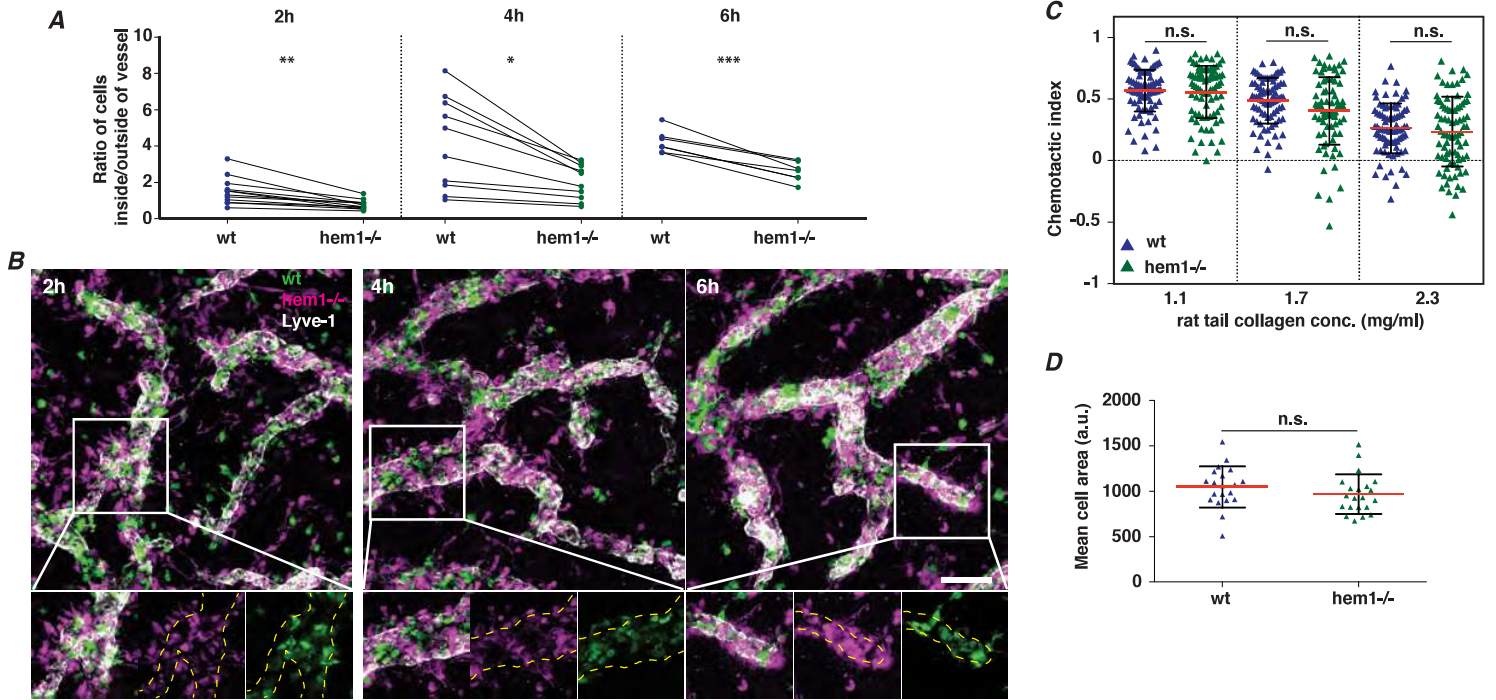 A
2h
4h
6h
Ratio of cells
inside/outside of vessel
10
8
6
4
2
0
**
*
***
wt
hem1-/-
wt
hem1-/-
wt
hem1-/-
B
2h
wt
hem1-/-
Lyve-1
4h
6h
C
Chemotactic index
1
0.5
0
-0.5
-1
n.s.
n.s.
n.s.
wt
hem1-/-
1.1
1.7
2.3
rat tail collagen conc. (mg/ml)
D
Mean cell area (a.u.)
2000
1500
1000
500
0
n.s.
wt
hem1-/-